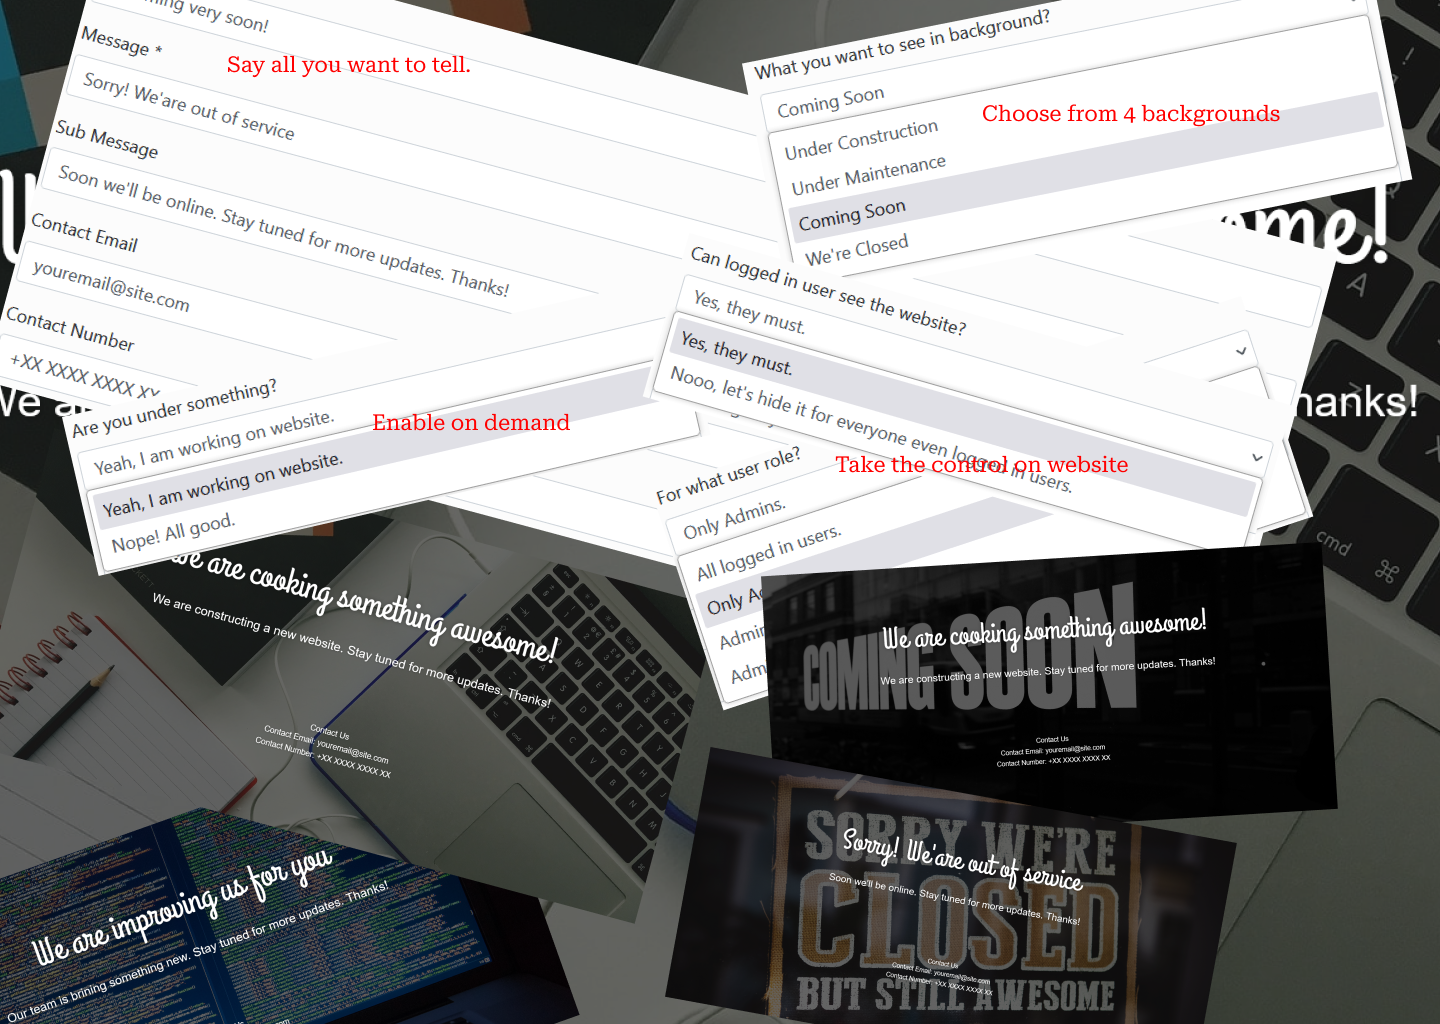 ming very soon!
Message *
Say all you want to tell.
Sorry! We'are out of service
Sub Message
Soon we'll be online. Stay tuned for more updates. Thanks!
Contact Email
youremail@site.com
Contact Number
+XX XXXX XXXX XX
What you want to see in background?
Coming Soon
Choose from 4 backgrounds
Under Construction
Under Maintenance
Coming Soon
We're Closed
ome!
Can logged in user see the website?
Yes, they must.
Yes, they must.
Nooo, let's hide it for everyone even logged in users.
Take the control on website
We a
hanks!
Are you under something?
Yeah, I am working on website.
Enable on demand
Yeah, I am working on website.
Nope! All good.
For what user role?
Only Admins.
All logged in users.
Only Ad
Admin
Adm
cmd
We are cooking something awesome!
We are constructing a new website. Stay tuned for more updates. Thanks!
Contact Us
Contact Email: youremail@site.com
Contact Number: +XX XXXX XXXX XX
COMING SOON
We are cooking something awesome!
We are constructing a new website. Stay tuned for more updates. Thanks!
Contact Us
Contact Email: youremail@site.com
Contact Number: +XX XXXX XXXX XX
We are improving us for you
Our team is brining something new. Stay tuned for more updates. Thanks!
SORRY WE'RE
CLOSED
BUT STILL AWESOME
Sorry! We'are out of service
Soon we'll be online. Stay tuned for more updates. Thanks!
Contact Us
Contact Email: youremail@site.com
Contact Number: +XX XXXX XXXX XX